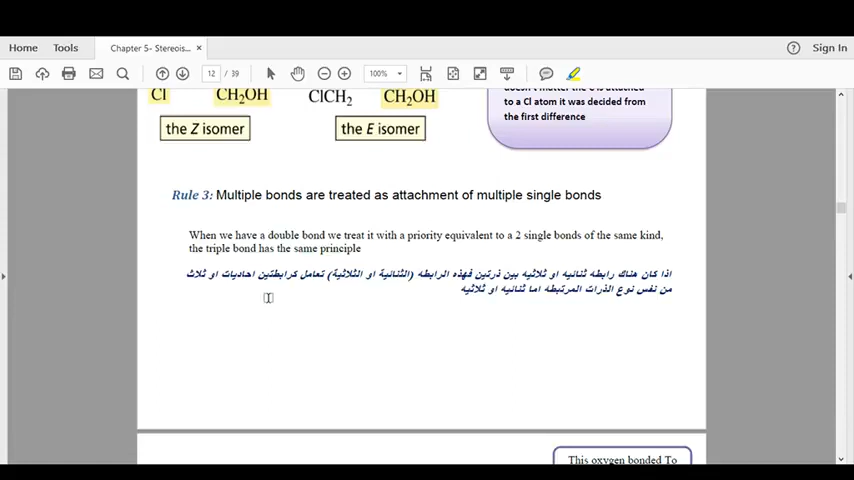 Home Tools Chapter 5- Stereois... × Sign In
12 / 39 100%
doesn't matter the C is attached
to a Cl atom it was decided from
the first difference
Cl CH₂OH ClCH₂ CH₂OH
the Z isomer the E isomer
Rule 3: Multiple bonds are treated as attachment of multiple single bonds
When we have a double bond we treat it with a priority equivalent to a 2 single bonds of the same kind,
the triple bond has the same principle
اذا كان هناك رابطه ثنائيه او ثلاثيه بين ذرتين فهذه الرابطه (الثنائية او الثلاثية) تعامل كرابطتين احاديات او ثلاث
من نفس نوع الذرات المرتبطه اما ثنائيه او ثلاثيه
This oxygen bonded To